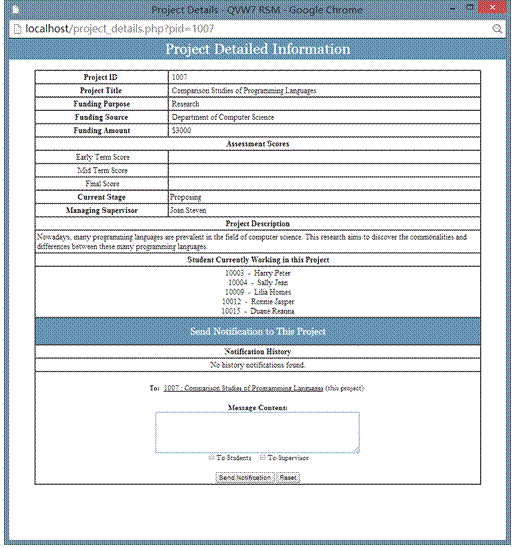 Project Details - QVW7 RSM - Google Chrome
localhost/project_details.php?pid=1007
Project Detailed Information
Project ID 1007
Project Title Comparison Studies of Programming Languages
Funding Purpose Research
Funding Source Department of Computer Science
Funding Amount $3000
Assessment Scores
Early Term Score
Mid Term Score
Final Score
Current Stage Proposing
Managing Supervisor Joan Steven
Project Description
Nowadays, many programming languages are prevalent in the field of computer science. This research aims to discover the commonalities and
differences between these many programming languages.
Student Currently Working in this Project
10003 - Harry Peter
10004 - Sally Jean
10009 - Lilia Homes
10012 - Ronnie Jasper
10015 - Duane Reanna
Send Notification to This Project
Notification History
No history notifications found.
To: 1007 : Comparison Studies of Programming Languages (this project)
Message Content:
To Students To Supervisor
Send Notification Reset